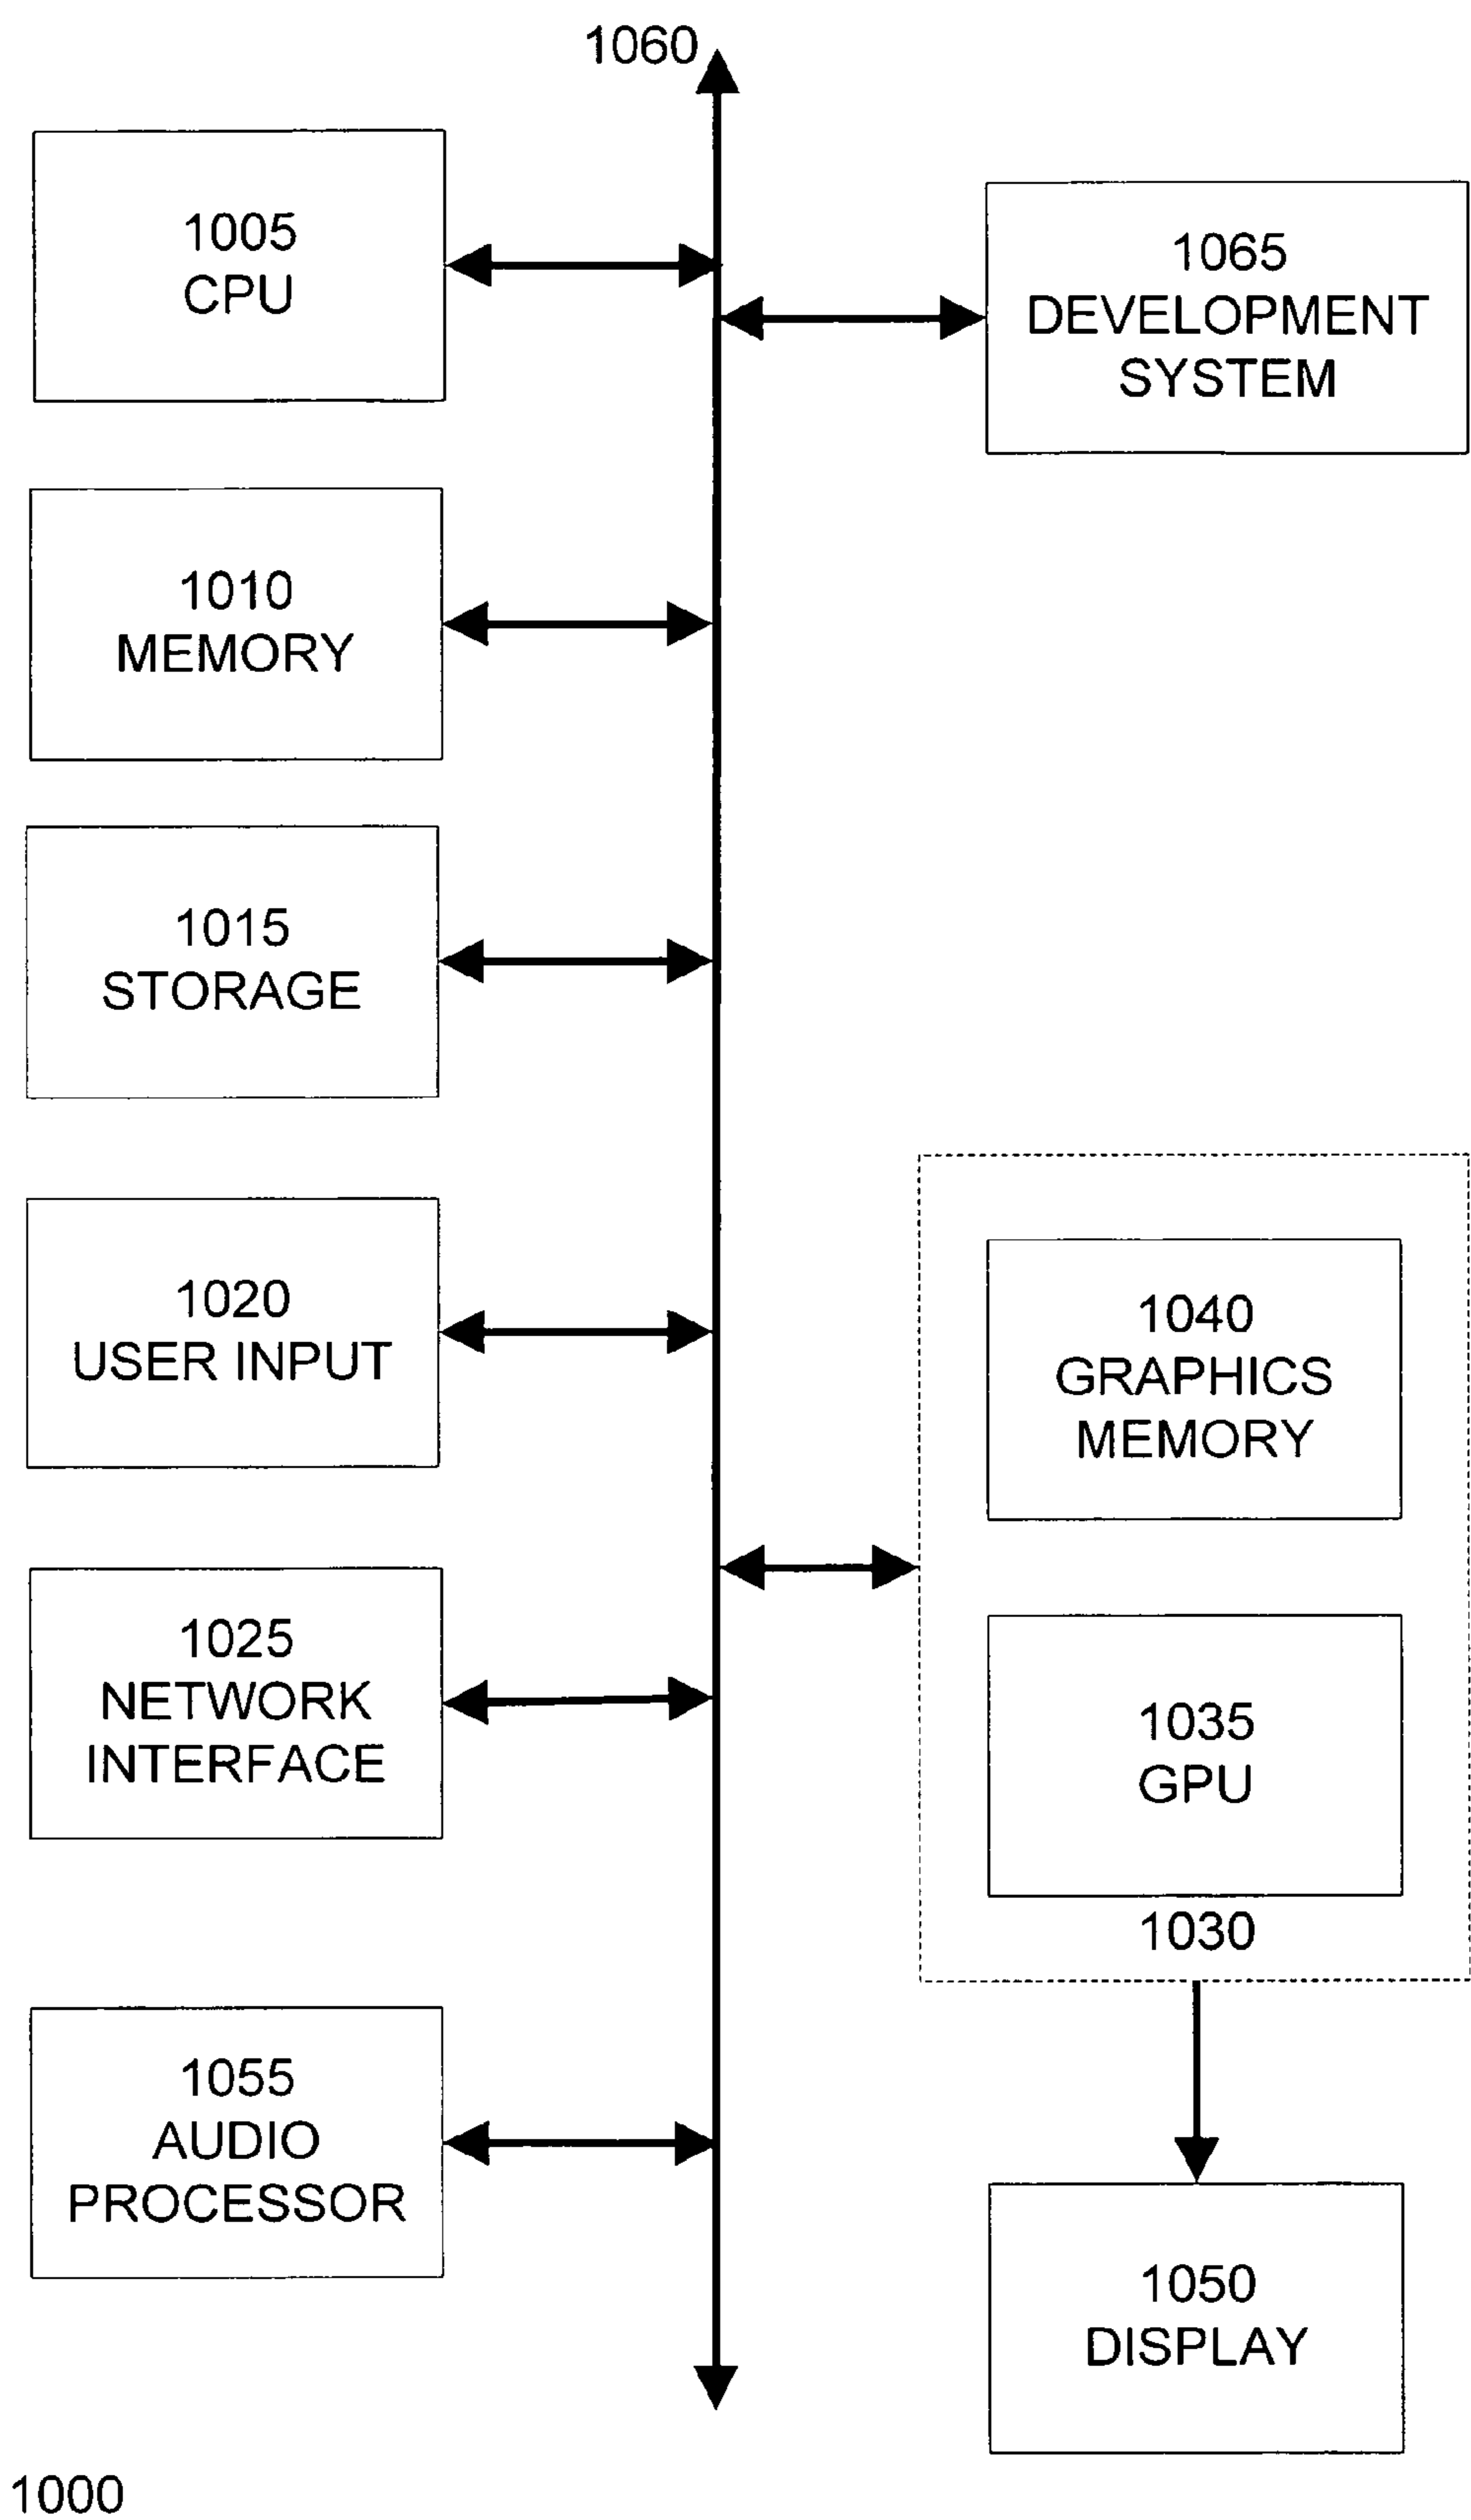 1060
1005
CPU
1065
DEVELOPMENT
SYSTEM
1010
MEMORY
1015
STORAGE
1020
USER INPUT
1040
GRAPHICS
MEMORY
1025
NETWORK
INTERFACE
1035
GPU
1030
1055
AUDIO
PROCESSOR
1050
DISPLAY
1000